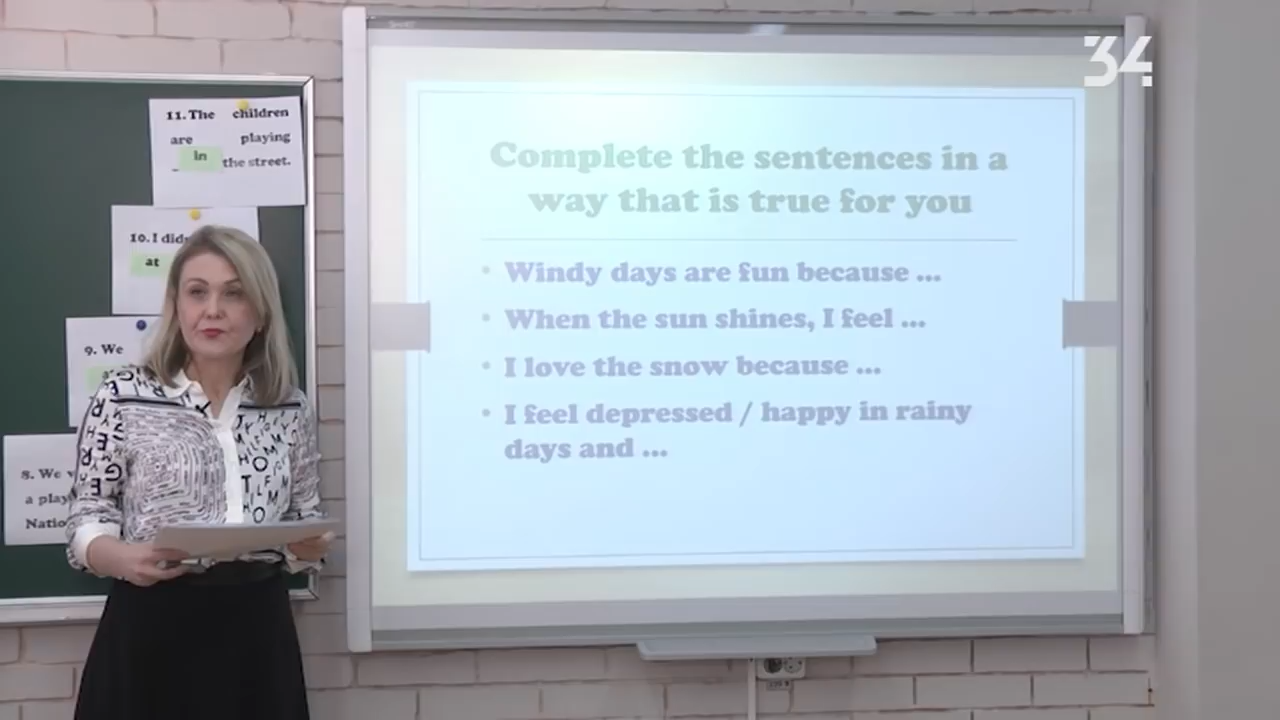 34
11. The children
are playing
_ in the street.
10. I
at
9. We
8. We
a play
Natio
Complete the sentences in a
way that is true for you
• Windy days are fun because ...
• When the sun shines, I feel ...
• I love the snow because ...
• I feel depressed / happy in rainy
days and ...